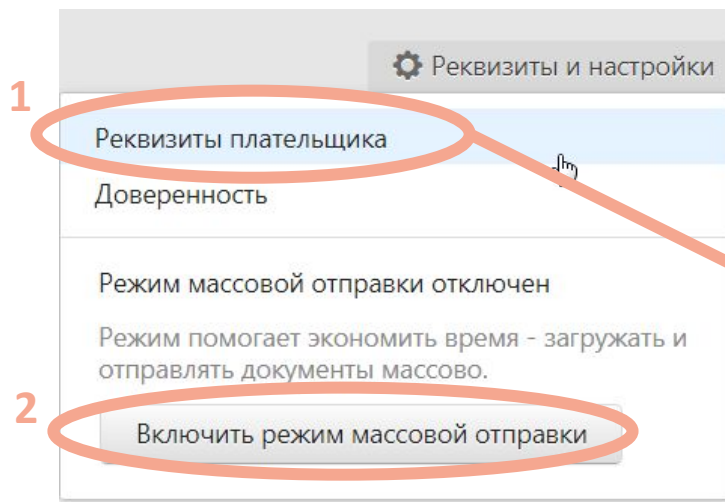 Реквизиты и настройки
1
Реквизиты плательщика
Доверенность
Режим массовой отправки отключен
Режим помогает экономить время - загружать и
отправлять документы массово.
2
Включить режим массовой отправки